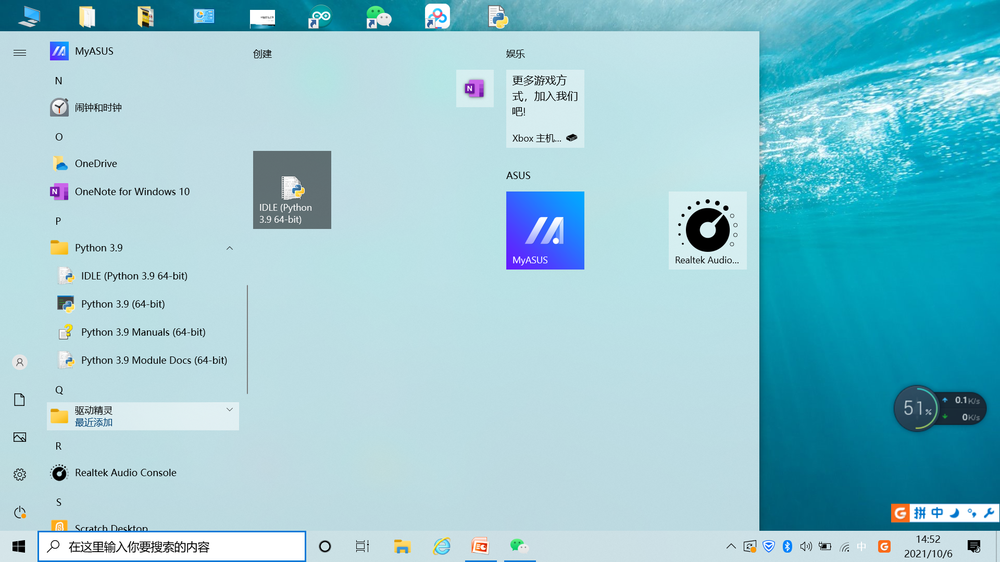 MyASUS
N
闹钟和时钟
O
OneDrive
N
OneNote for Windows 10
P
Python 3.9
IDLE (Python 3.9 64-bit)
Python 3.9 (64-bit)
Python 3.9 Manuals (64-bit)
Python 3.9 Module Docs (64-bit)
Q
驱动精灵
最近添加
R
Realtek Audio Console
S
Scratch Desktop
创建
N
IDLE (Python
3.9 64-bit)
娱乐
更多游戏方
式，加入我们
吧!
Xbox 主机...
ASUS
MyASUS
Realtek Audio...
51%
0.1K/s
0K/s
拼 中
在这里输入你要搜索的内容
中
14:52
2021/10/6